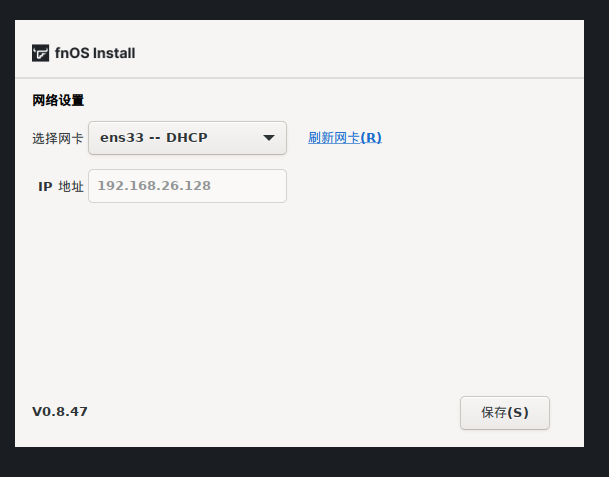 fnOS Install
网络设置
选择网卡 ens33 -- DHCP 刷新网卡(R)
IP 地址 192.168.26.128
V0.8.47 保存(S)